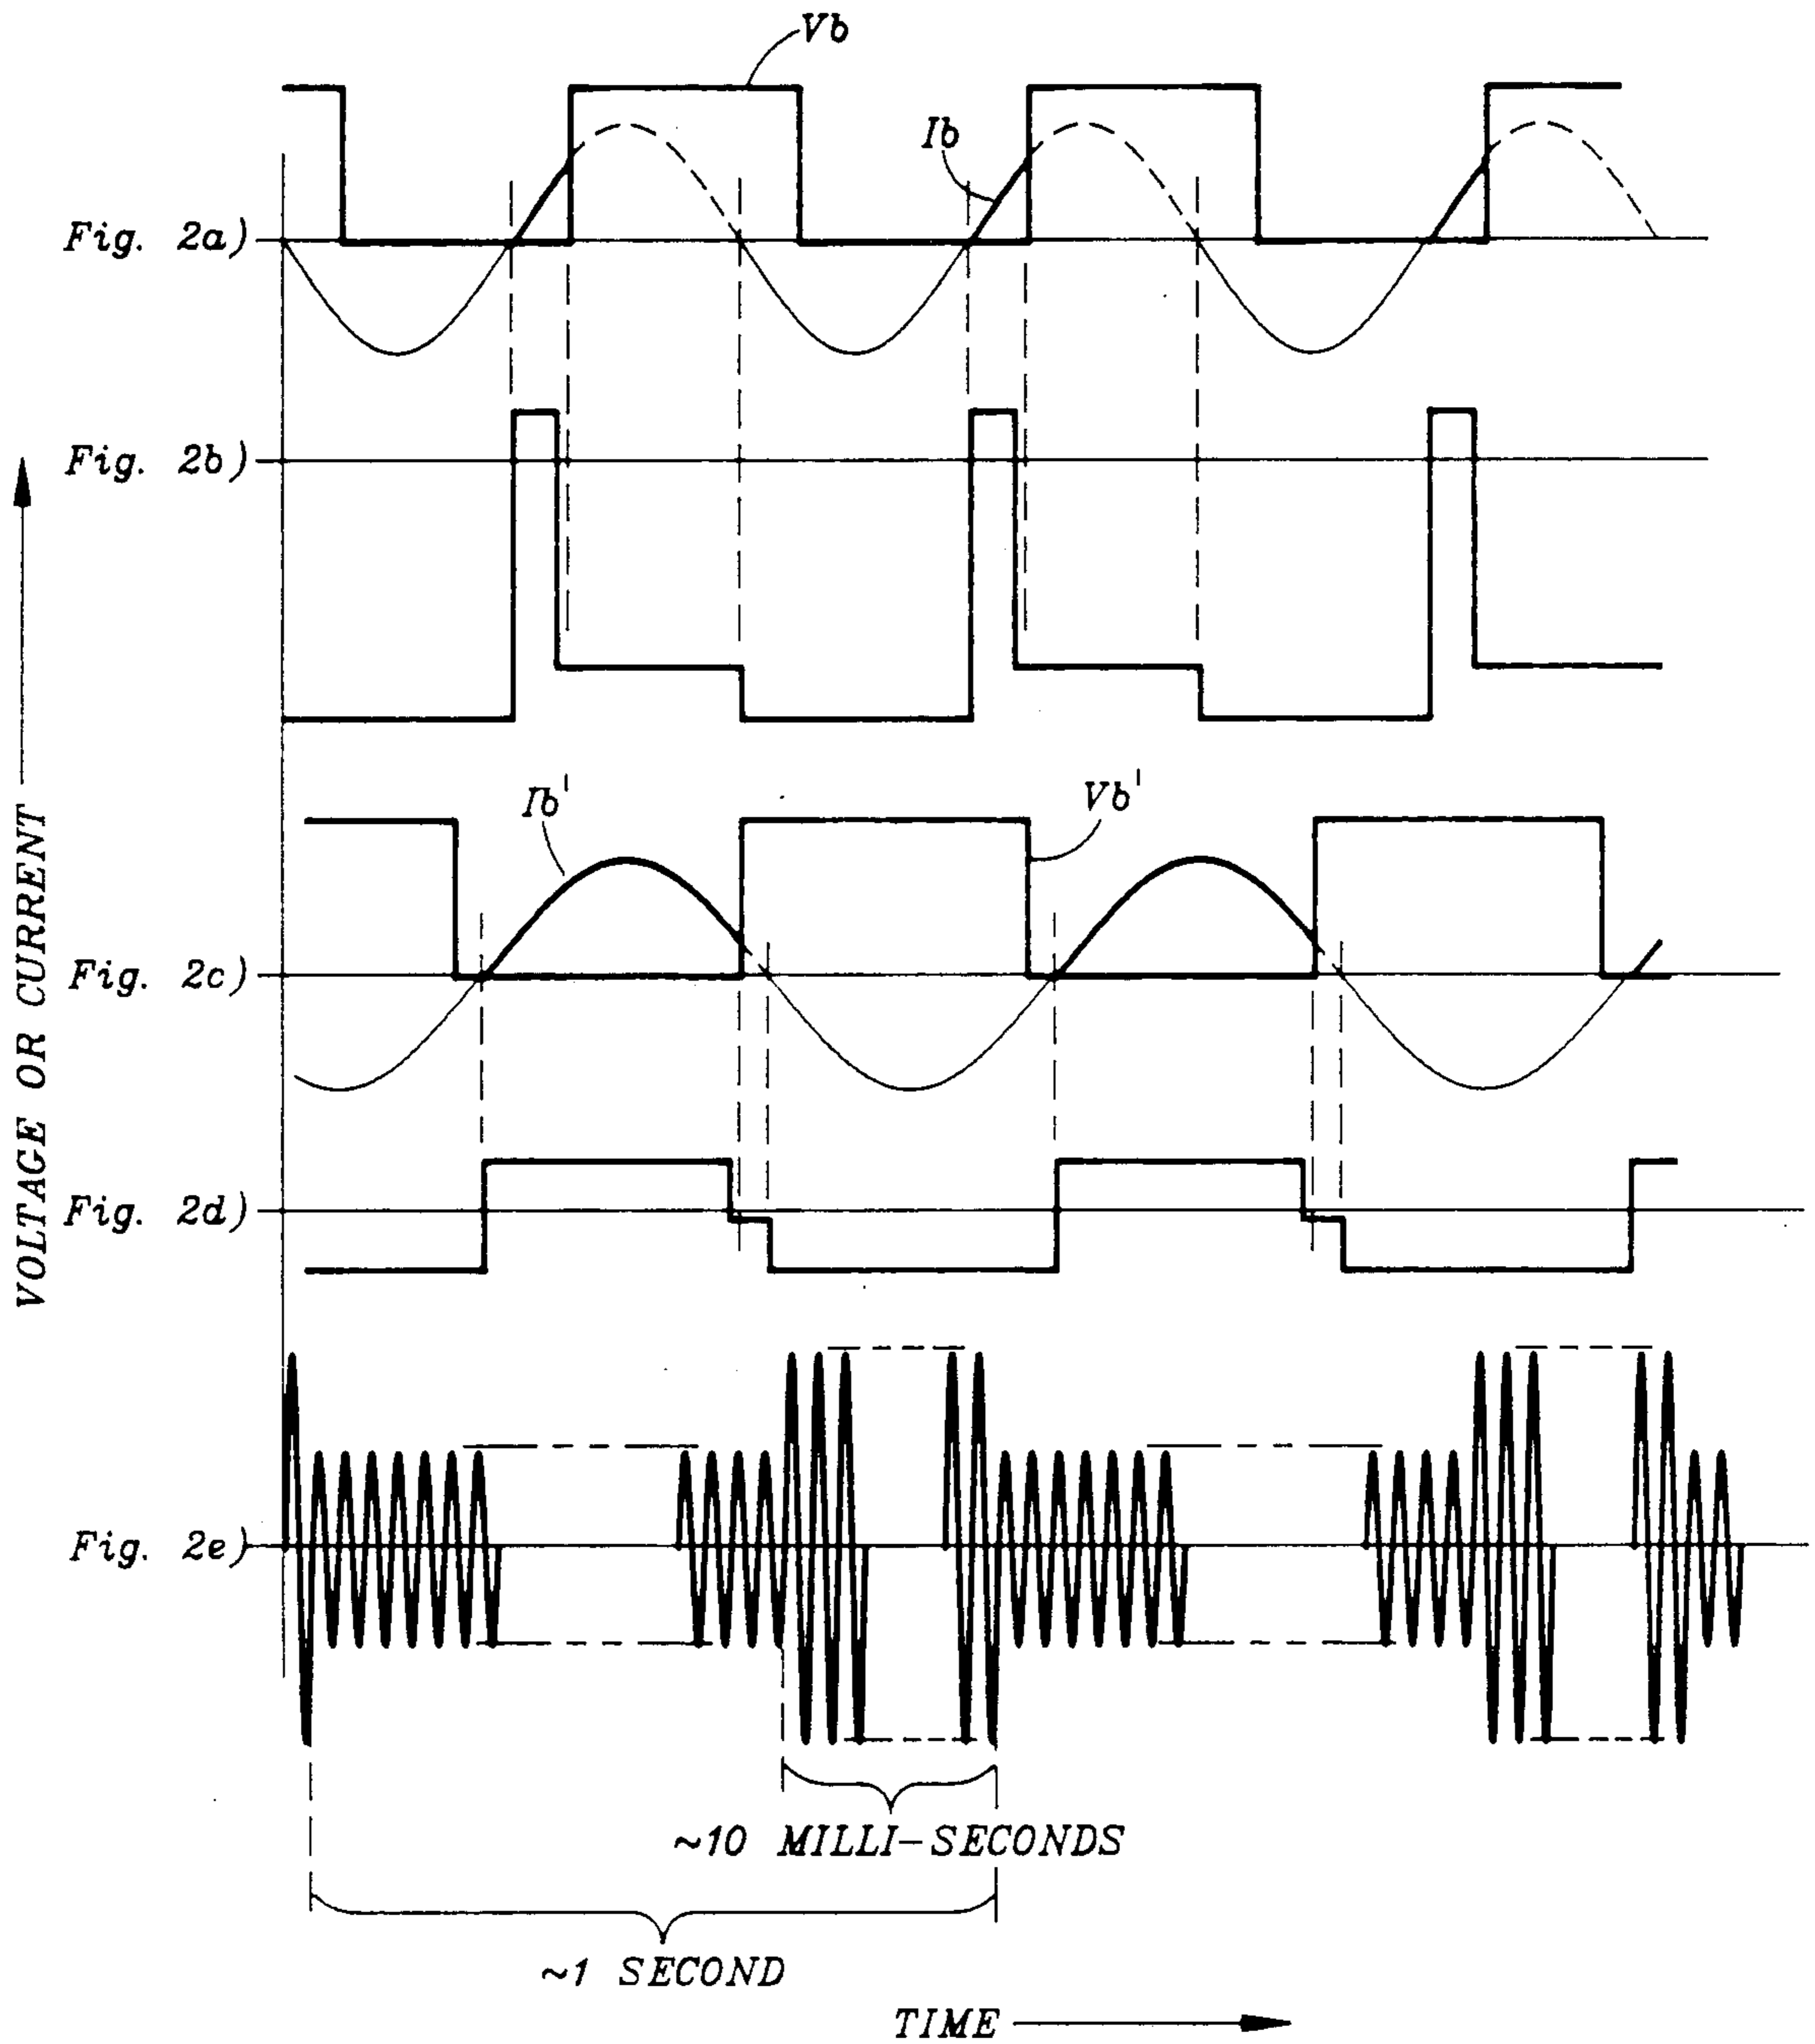 Vb
Ib
Fig. 2a)
Fig. 2b)
Ib'
Vb'
Fig. 2c)
Fig. 2d)
Fig. 2e)
VOLTAGE OR CURRENT
~10 MILLI-SECONDS
~1 SECOND
TIME